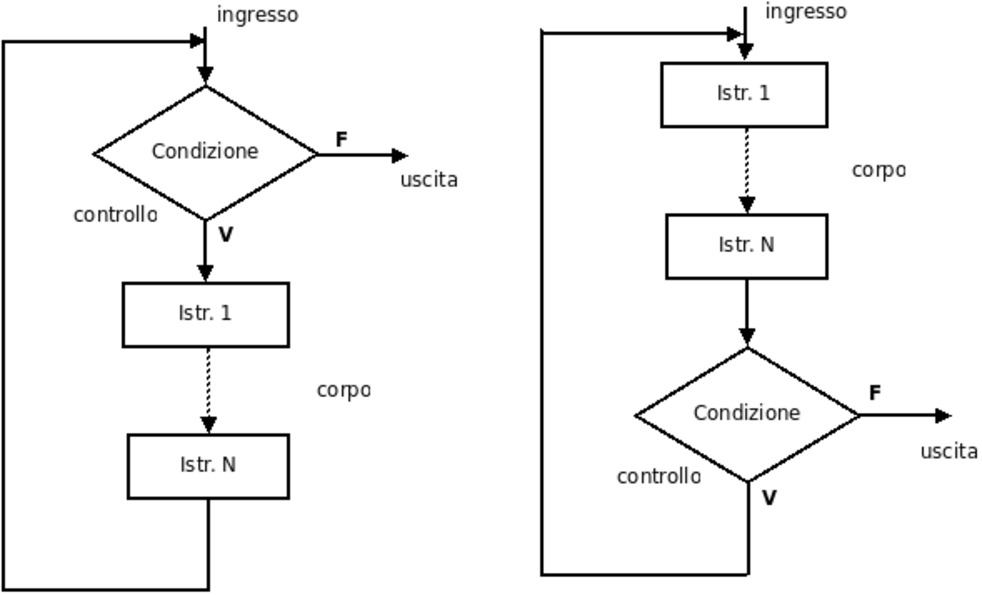 ingresso
Condizione
F
uscita
controllo
V
Istr. 1
corpo
Istr. N
ingresso
Istr. 1
corpo
Istr. N
Condizione
F
uscita
controllo
V